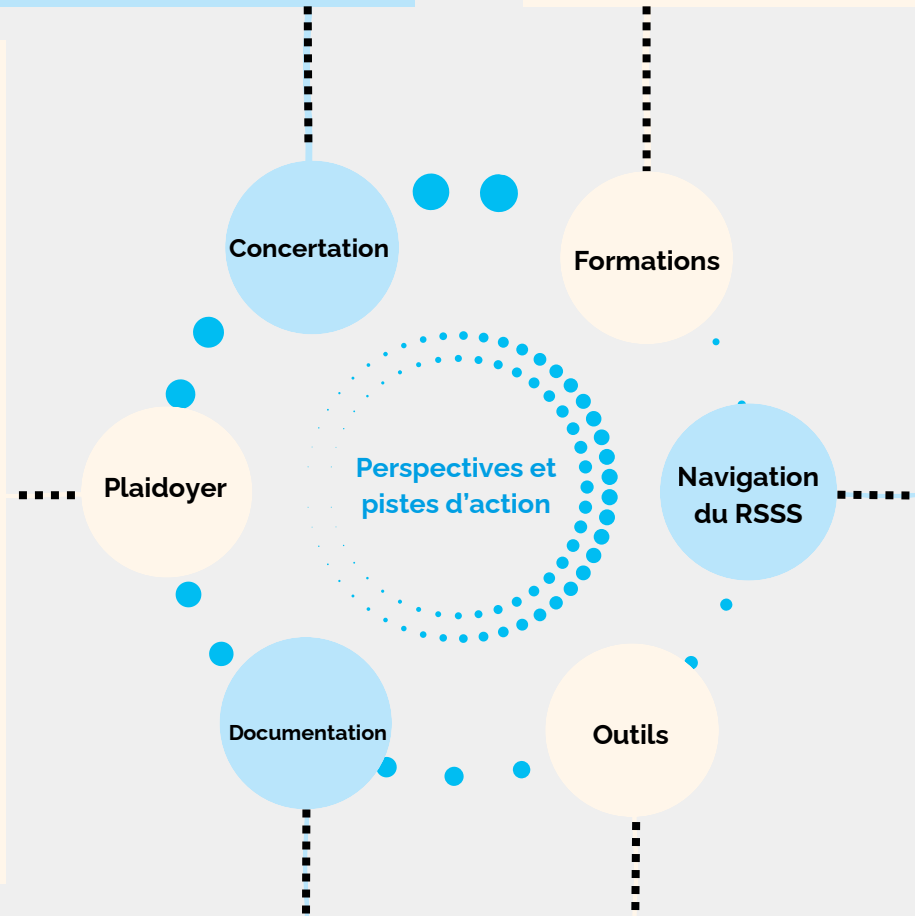 Concertation
Formations
Perspectives et
pistes d’action
Plaidoyer
Navigation
du RSSS
Documentation
Outils